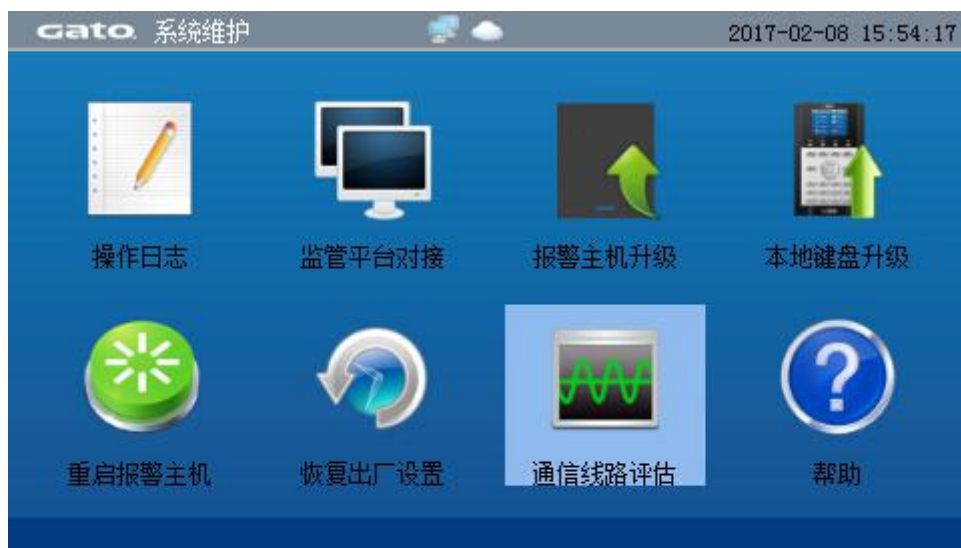 Gato 系统维护 2017-02-08 15:54:17
操作日志 监管平台对接 报警主机升级 本地键盘升级
重启报警主机 恢复出厂设置 通信线路评估 帮助